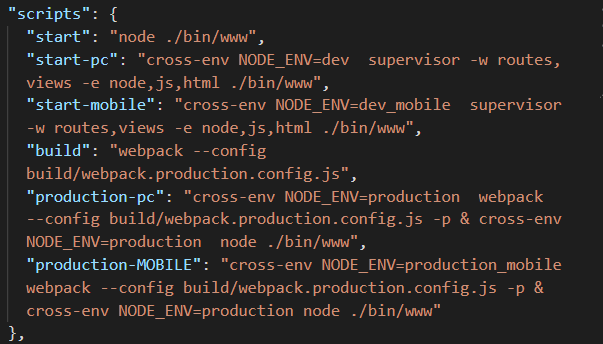 "scripts": {
"start": "node ./bin/www",
"start-pc": "cross-env NODE_ENV=dev  supervisor -w routes,
views -e node,js,html ./bin/www",
"start-mobile": "cross-env NODE_ENV=dev_mobile  supervisor
-w routes,views -e node,js,html ./bin/www",
"build": "webpack --config
build/webpack.production.config.js",
"production-pc": "cross-env NODE_ENV=production  webpack
--config build/webpack.production.config.js -p & cross-env
NODE_ENV=production  node ./bin/www",
"production-MOBILE": "cross-env NODE_ENV=production_mobile
webpack --config build/webpack.production.config.js -p &
cross-env NODE_ENV=production node ./bin/www"
},